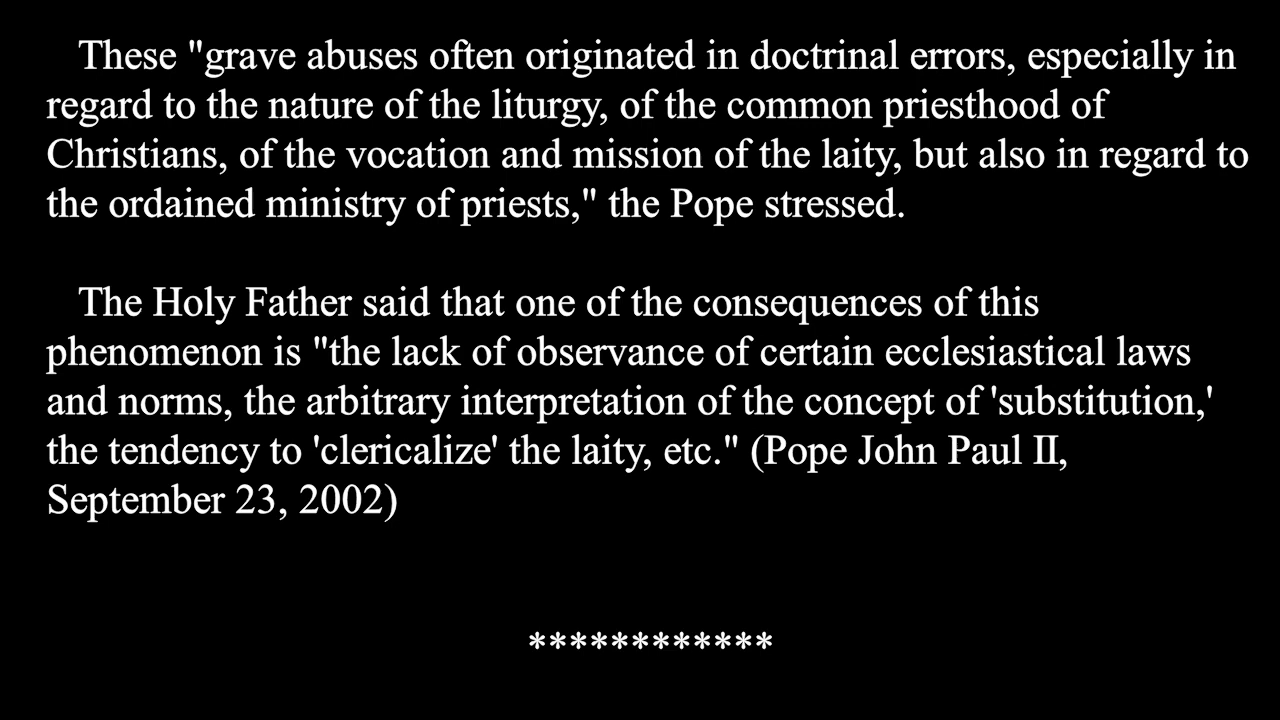 These "grave abuses often originated in doctrinal errors, especially in
regard to the nature of the liturgy, of the common priesthood of
Christians, of the vocation and mission of the laity, but also in regard to
the ordained ministry of priests," the Pope stressed.
The Holy Father said that one of the consequences of this
phenomenon is "the lack of observance of certain ecclesiastical laws
and norms, the arbitrary interpretation of the concept of 'substitution,'
the tendency to 'clericalize' the laity, etc." (Pope John Paul II,
September 23, 2002)
************